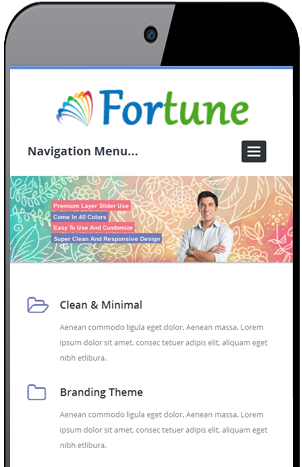 Fortune
Navigation Menu...
Premium Layer Slider Use
Come In 40 Colors
Easy To Use And Customize
Super Clean And Responsive Design
Clean & Minimal
Aenean commodo ligula eget dolor. Aenean massa. Lorem
ipsum dolor sit amet, consec tetuer adipis elit, aliquam eget
nibh etlibura.
Branding Theme
Aenean commodo ligula eget dolor. Aenean massa. Lorem
ipsum dolor sit amet, consec tetuer adipis elit, aliquam eget
nibh etlibura.